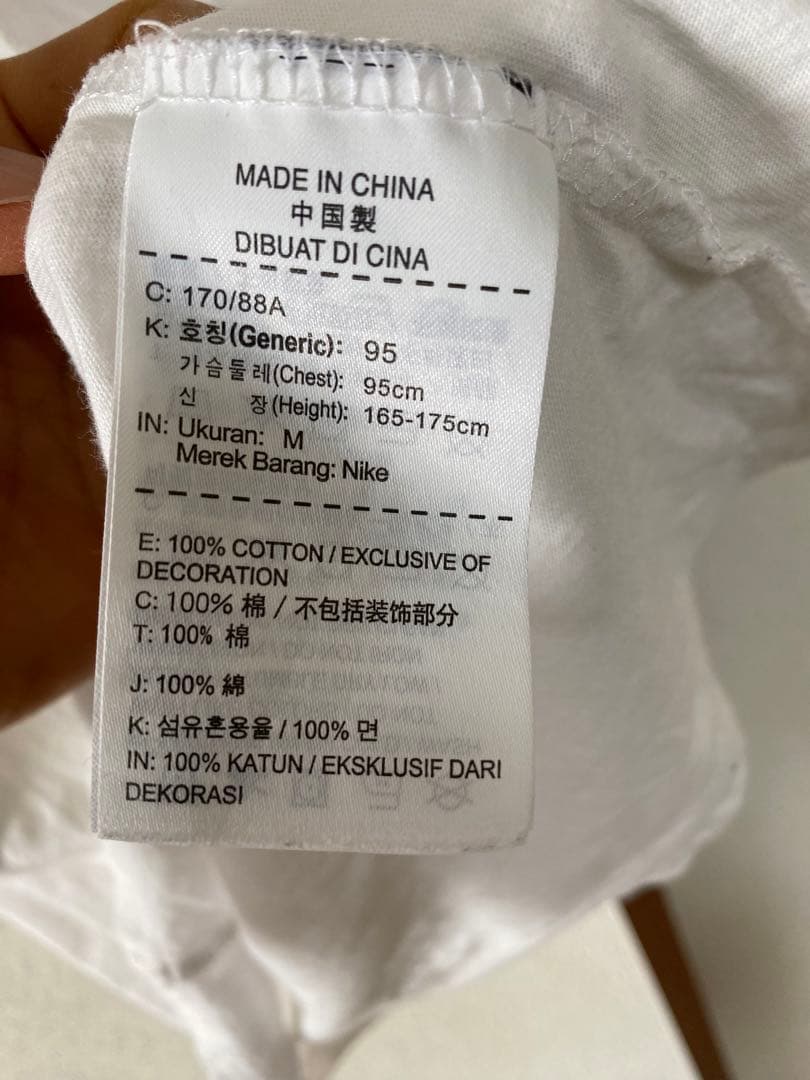 MADE IN CHINA
中国製
DIBUAT DI CINA
C: 170/88A
K: 호칭(Generic): 95
가슴둘레(Chest): 95cm
신 장(Height): 165-175cm
IN: Ukuran: M
Merek Barang: Nike
E: 100% COTTON / EXCLUSIVE OF
DECORATION
C: 100% 棉 / 不包括装饰部分
T: 100% 棉
J: 100% 綿
K: 섬유혼용율 / 100% 면
IN: 100% KATUN / EKSKLUSIF DARI
DEKORASI